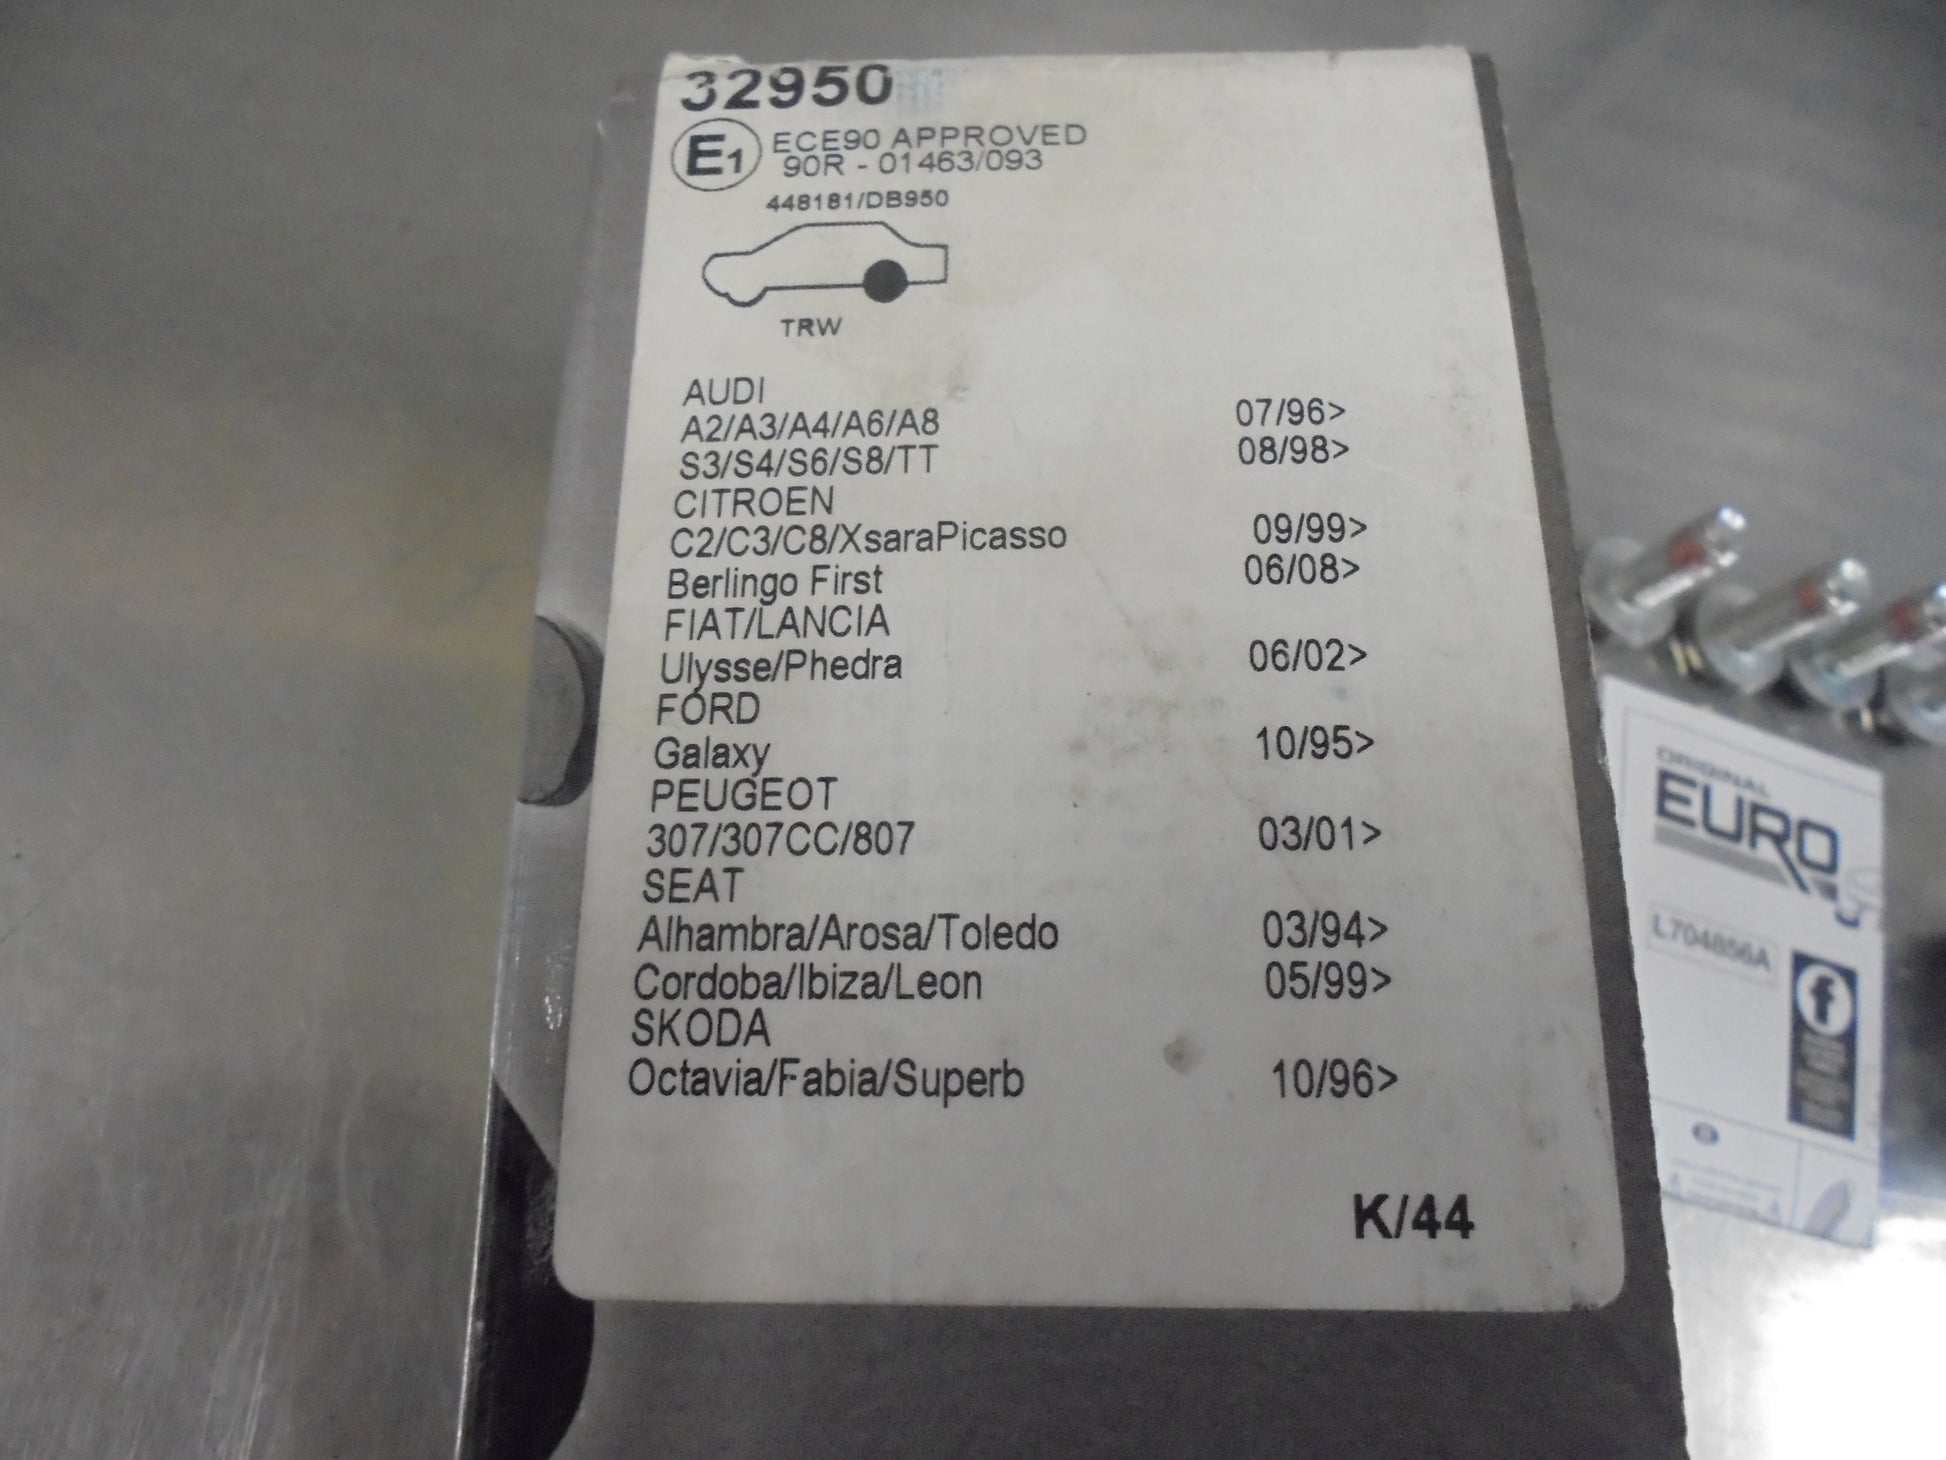 32950
E1 ECE90 APPROVED
90R - 01463/093
448181/DB950
TRW
AUDI
A2/A3/A4/A6/A8 07/96>
S3/S4/S6/S8/TT 08/98>
CITROEN
C2/C3/C8/XsaraPicasso 09/99>
Berlingo First 06/08>
FIAT/LANCIA
Ulysse/Phedra 06/02>
FORD
Galaxy 10/95>
PEUGEOT
307/307CC/807 03/01>
SEAT
Alhambra/Arosa/Toledo 03/94>
Cordoba/Ibiza/Leon 05/99>
SKODA
Octavia/Fabia/Superb 10/96>
K/44
ORIGINAL
EURO
L704856A
f